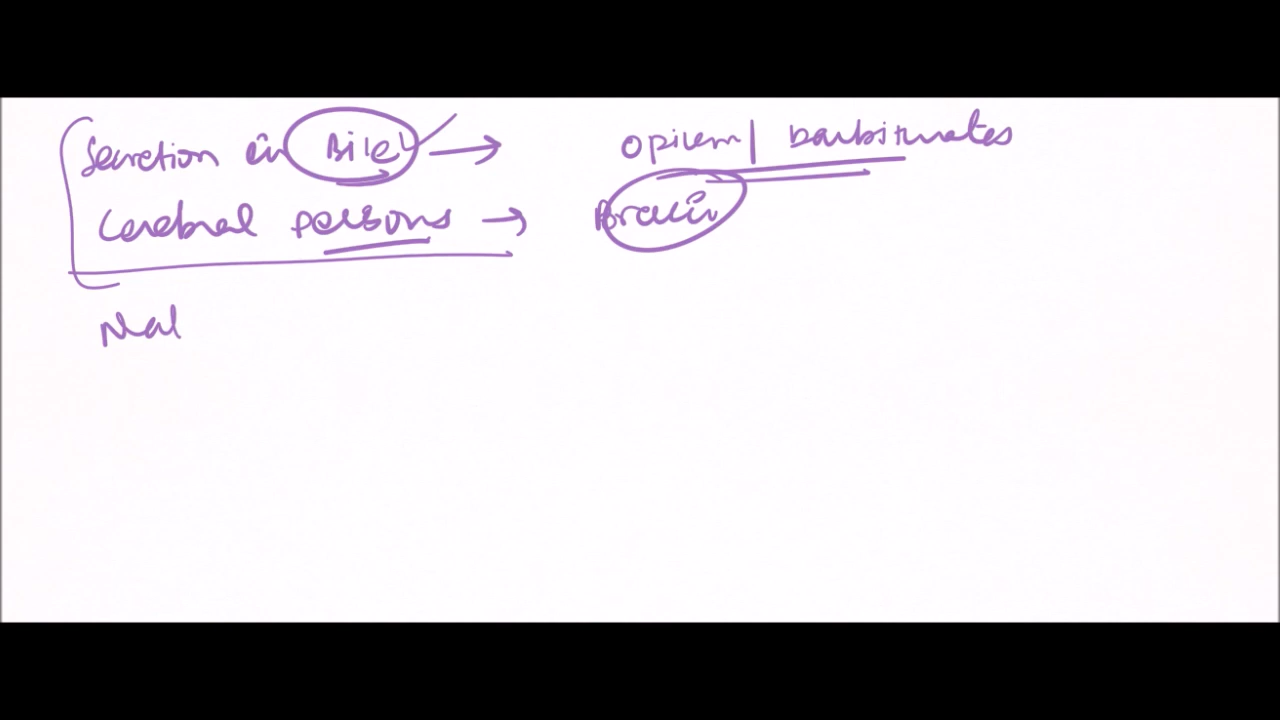 Secretion in Bile → opium | barbiturates
Cerebral poisons → Brain
Nal